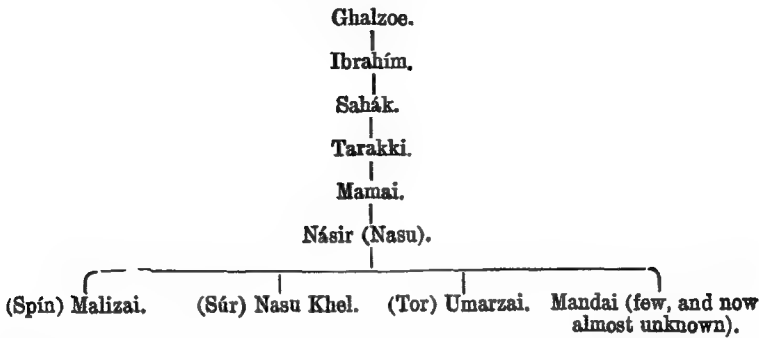 Ghalzoe.
Ibrahím.
Sahák.
Tarakki.
Mamai.
Násir (Nasu).
(Spín) Malizai. (Súr) Nasu Khel. (Tor) Umarzai. Mandai (few, and now
almost unknown).